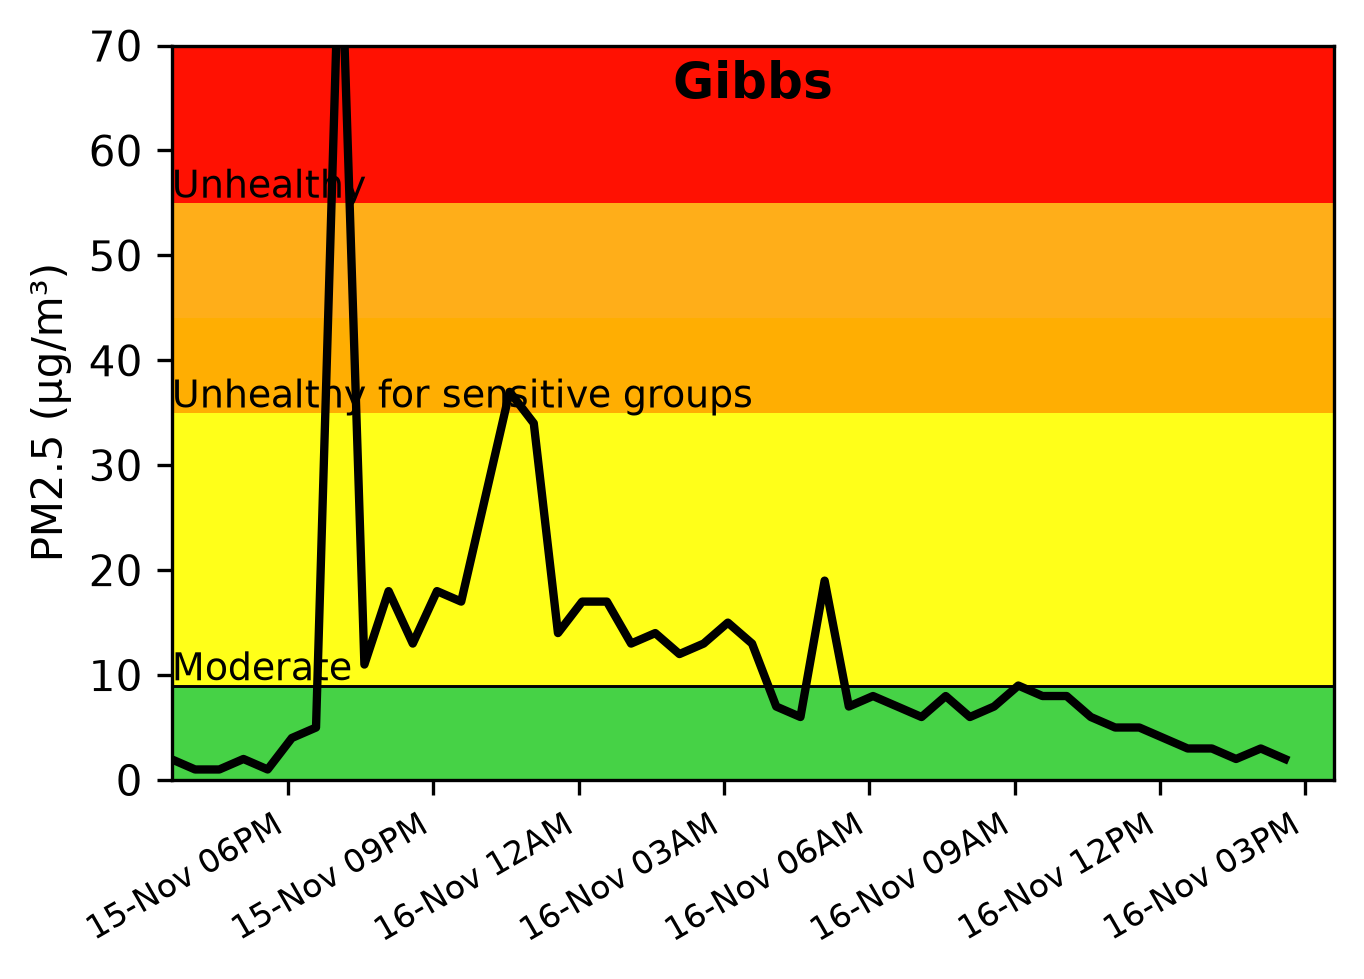 Gibbs
PM2.5 (µg/m³)
70
60
50
40
30
20
10
0
Unhealthy
Unhealthy for sensitive groups
Moderate
15-Nov 06PM
15-Nov 09PM
16-Nov 12AM
16-Nov 03AM
16-Nov 06AM
16-Nov 09AM
16-Nov 12PM
16-Nov 03PM